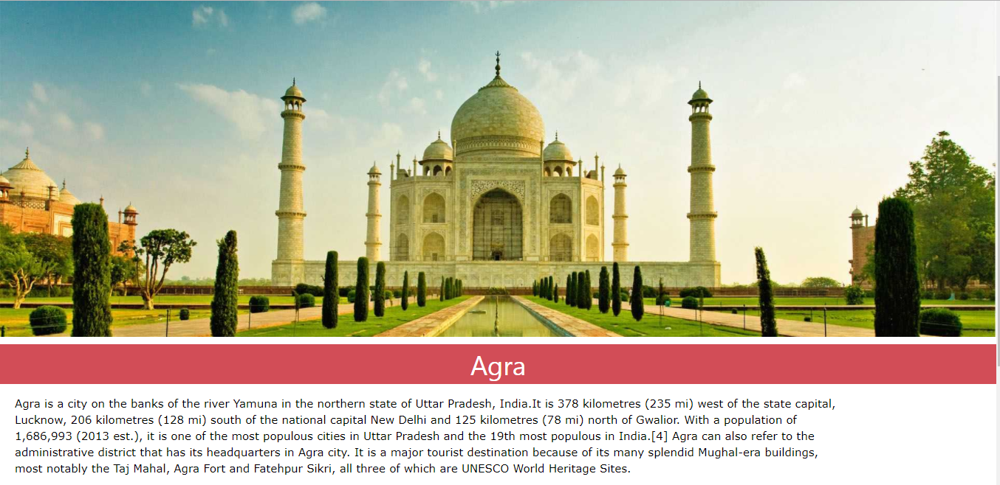 Agra
Agra is a city on the banks of the river Yamuna in the northern state of Uttar Pradesh, India.It is 378 kilometres (235 mi) west of the state capital,
Lucknow, 206 kilometres (128 mi) south of the national capital New Delhi and 125 kilometres (78 mi) north of Gwalior. With a population of
1,686,993 (2013 est.), it is one of the most populous cities in Uttar Pradesh and the 19th most populous in India.[4] Agra can also refer to the
administrative district that has its headquarters in Agra city. It is a major tourist destination because of its many splendid Mughal-era buildings,
most notably the Taj Mahal, Agra Fort and Fatehpur Sikri, all three of which are UNESCO World Heritage Sites.